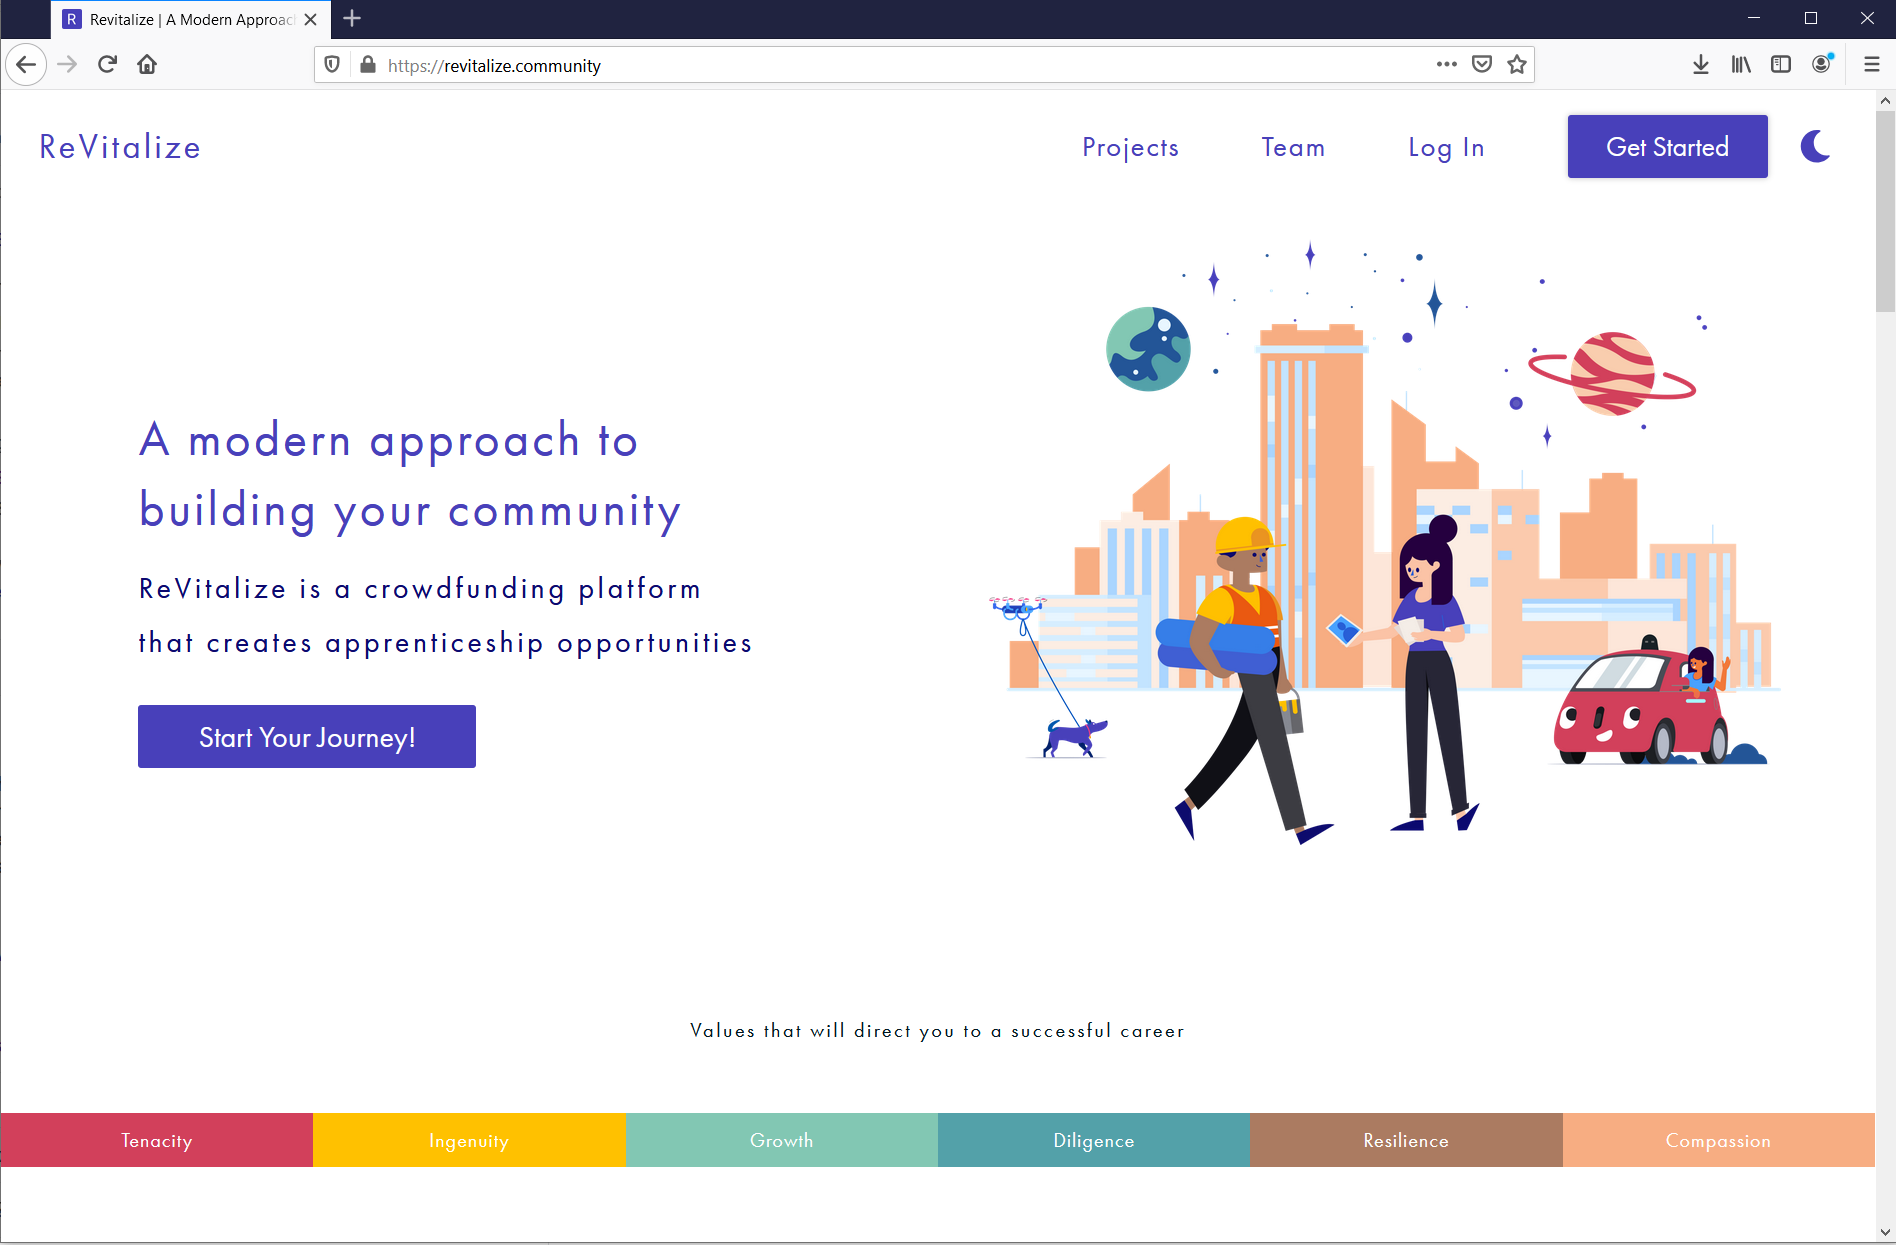 R Revitalize | A Modern Approac
https://revitalize.community
ReVitalize
Projects
Team
Log In
Get Started
A modern approach to
building your community
ReVitalize is a crowdfunding platform
that creates apprenticeship opportunities
Start Your Journey!
Values that will direct you to a successful career
Tenacity
Ingenuity
Growth
Diligence
Resilience
Compassion